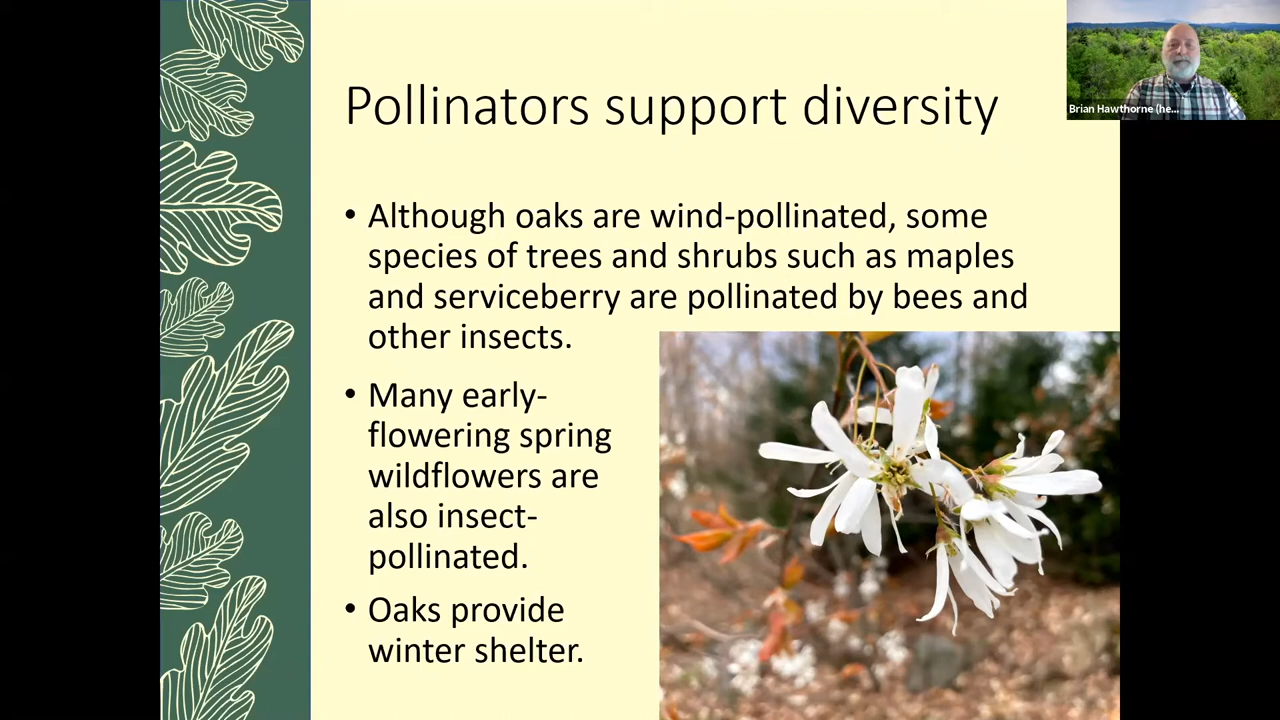 Brian Hawthorne (he...
Pollinators support diversity
• Although oaks are wind-pollinated, some
species of trees and shrubs such as maples
and serviceberry are pollinated by bees and
other insects.
• Many early-
flowering spring
wildflowers are
also insect-
pollinated.
• Oaks provide
winter shelter.